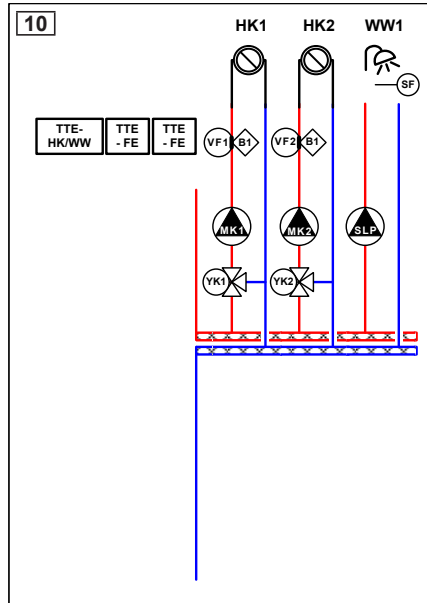 10
HK1 HK2 WW1
SF
TTE-
HK/WW
TTE
- FE
TTE
- FE
VF1 B1 VF2 B1
MK1 MK2 SLP
YK1 YK2